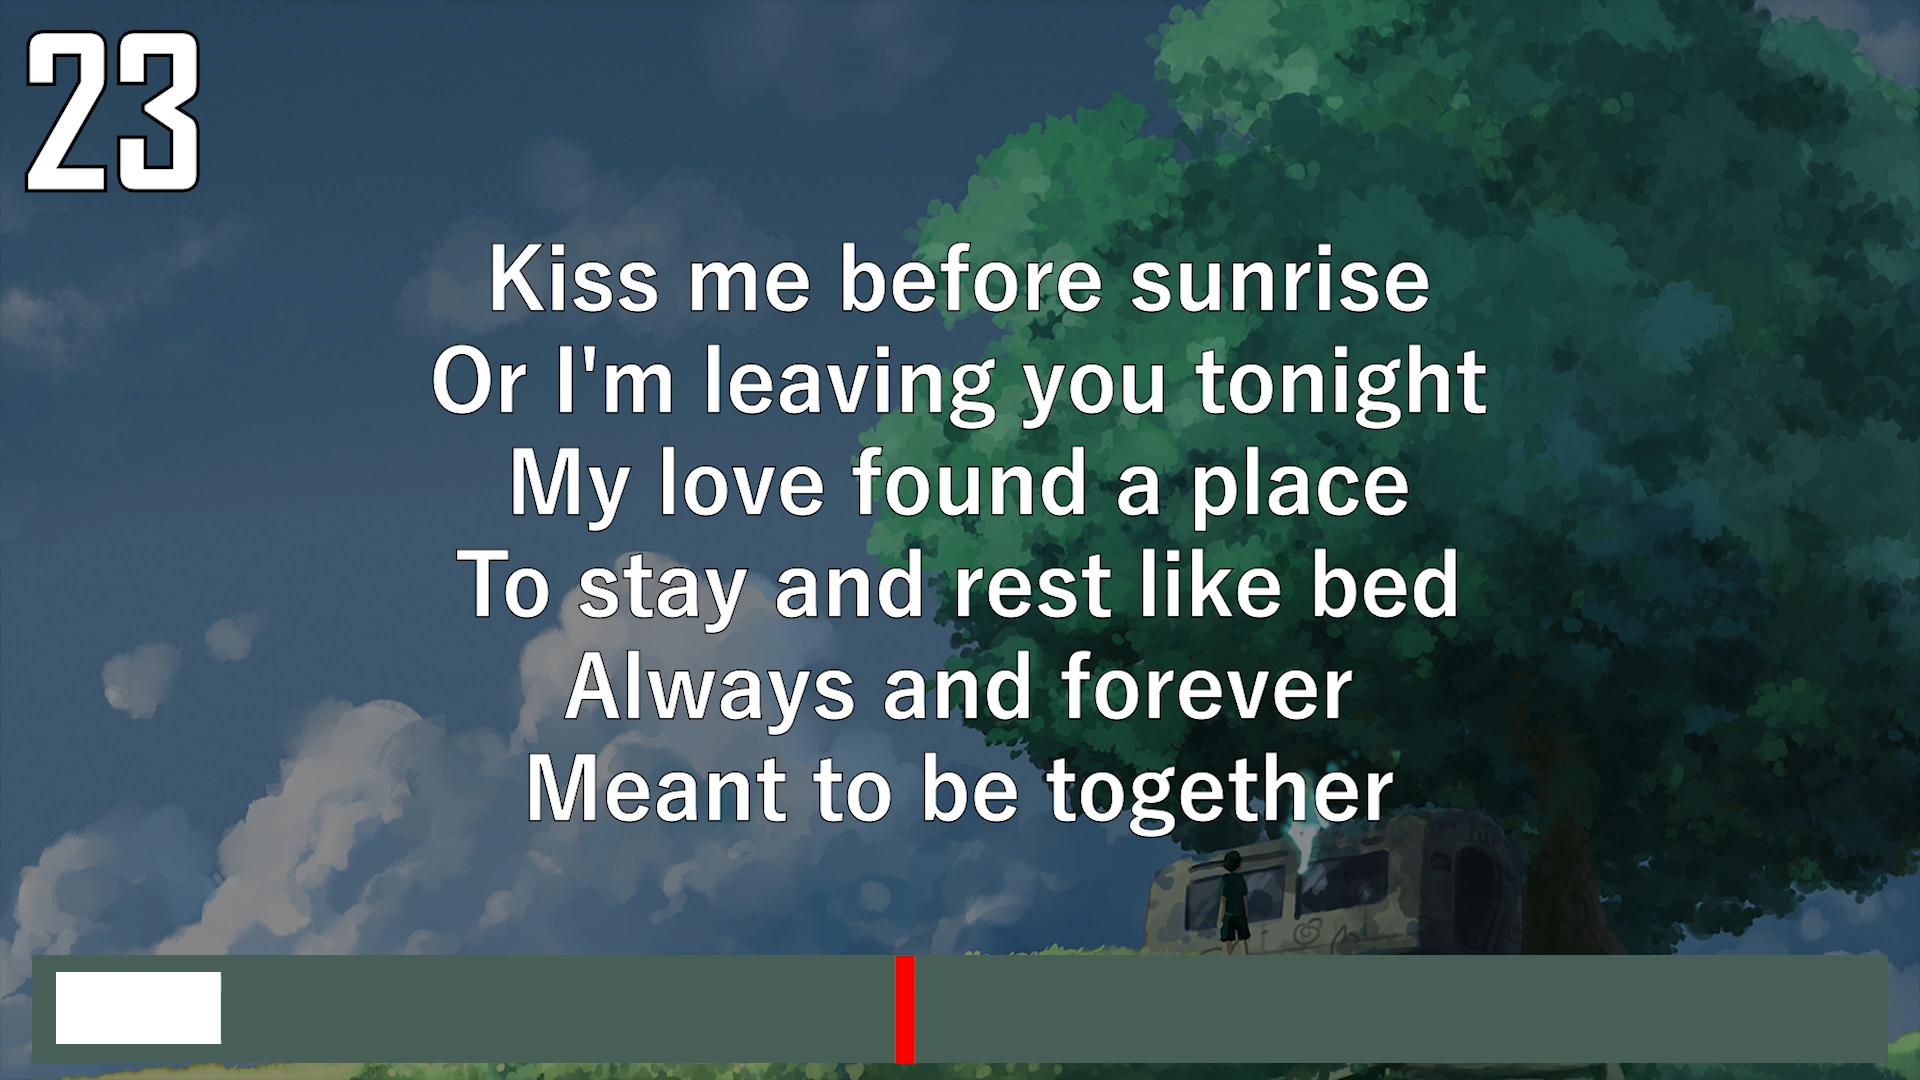 23
Kiss me before sunrise
Or I'm leaving you tonight
My love found a place
To stay and rest like bed
Always and forever
Meant to be together